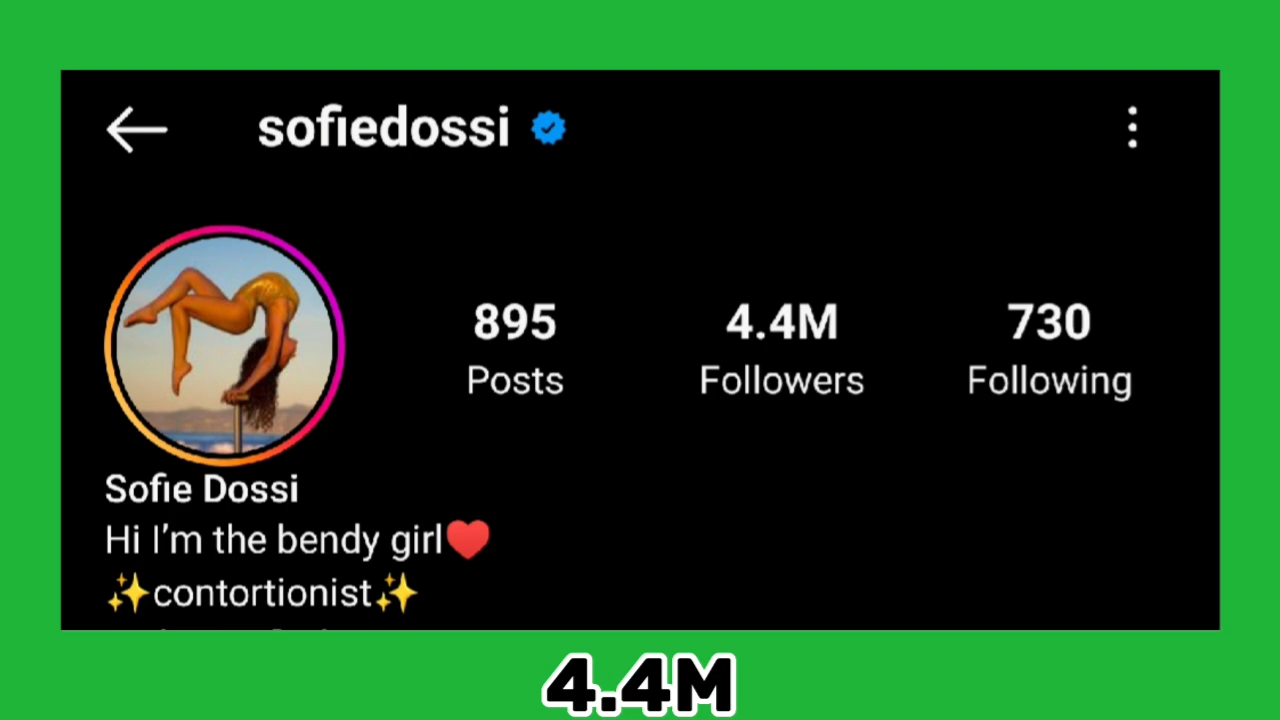 sofiedossi
895 4.4M 730
Posts Followers Following
Sofie Dossi
Hi I'm the bendy girl♥️
✨contortionist✨
4.4M